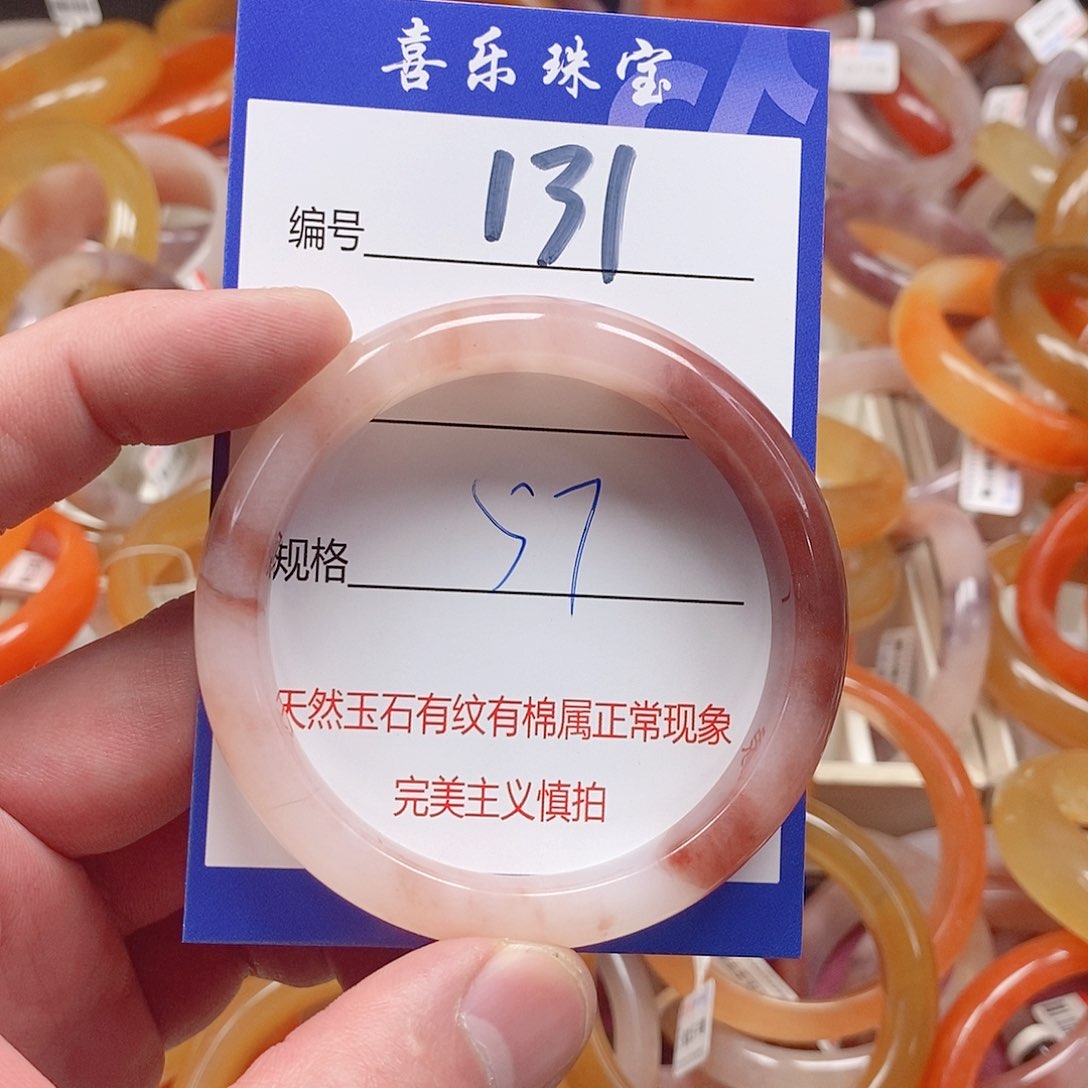 喜乐珠宝
编号 131
规格 57
天然玉石有纹有棉属正常现象
完美主义慎拍